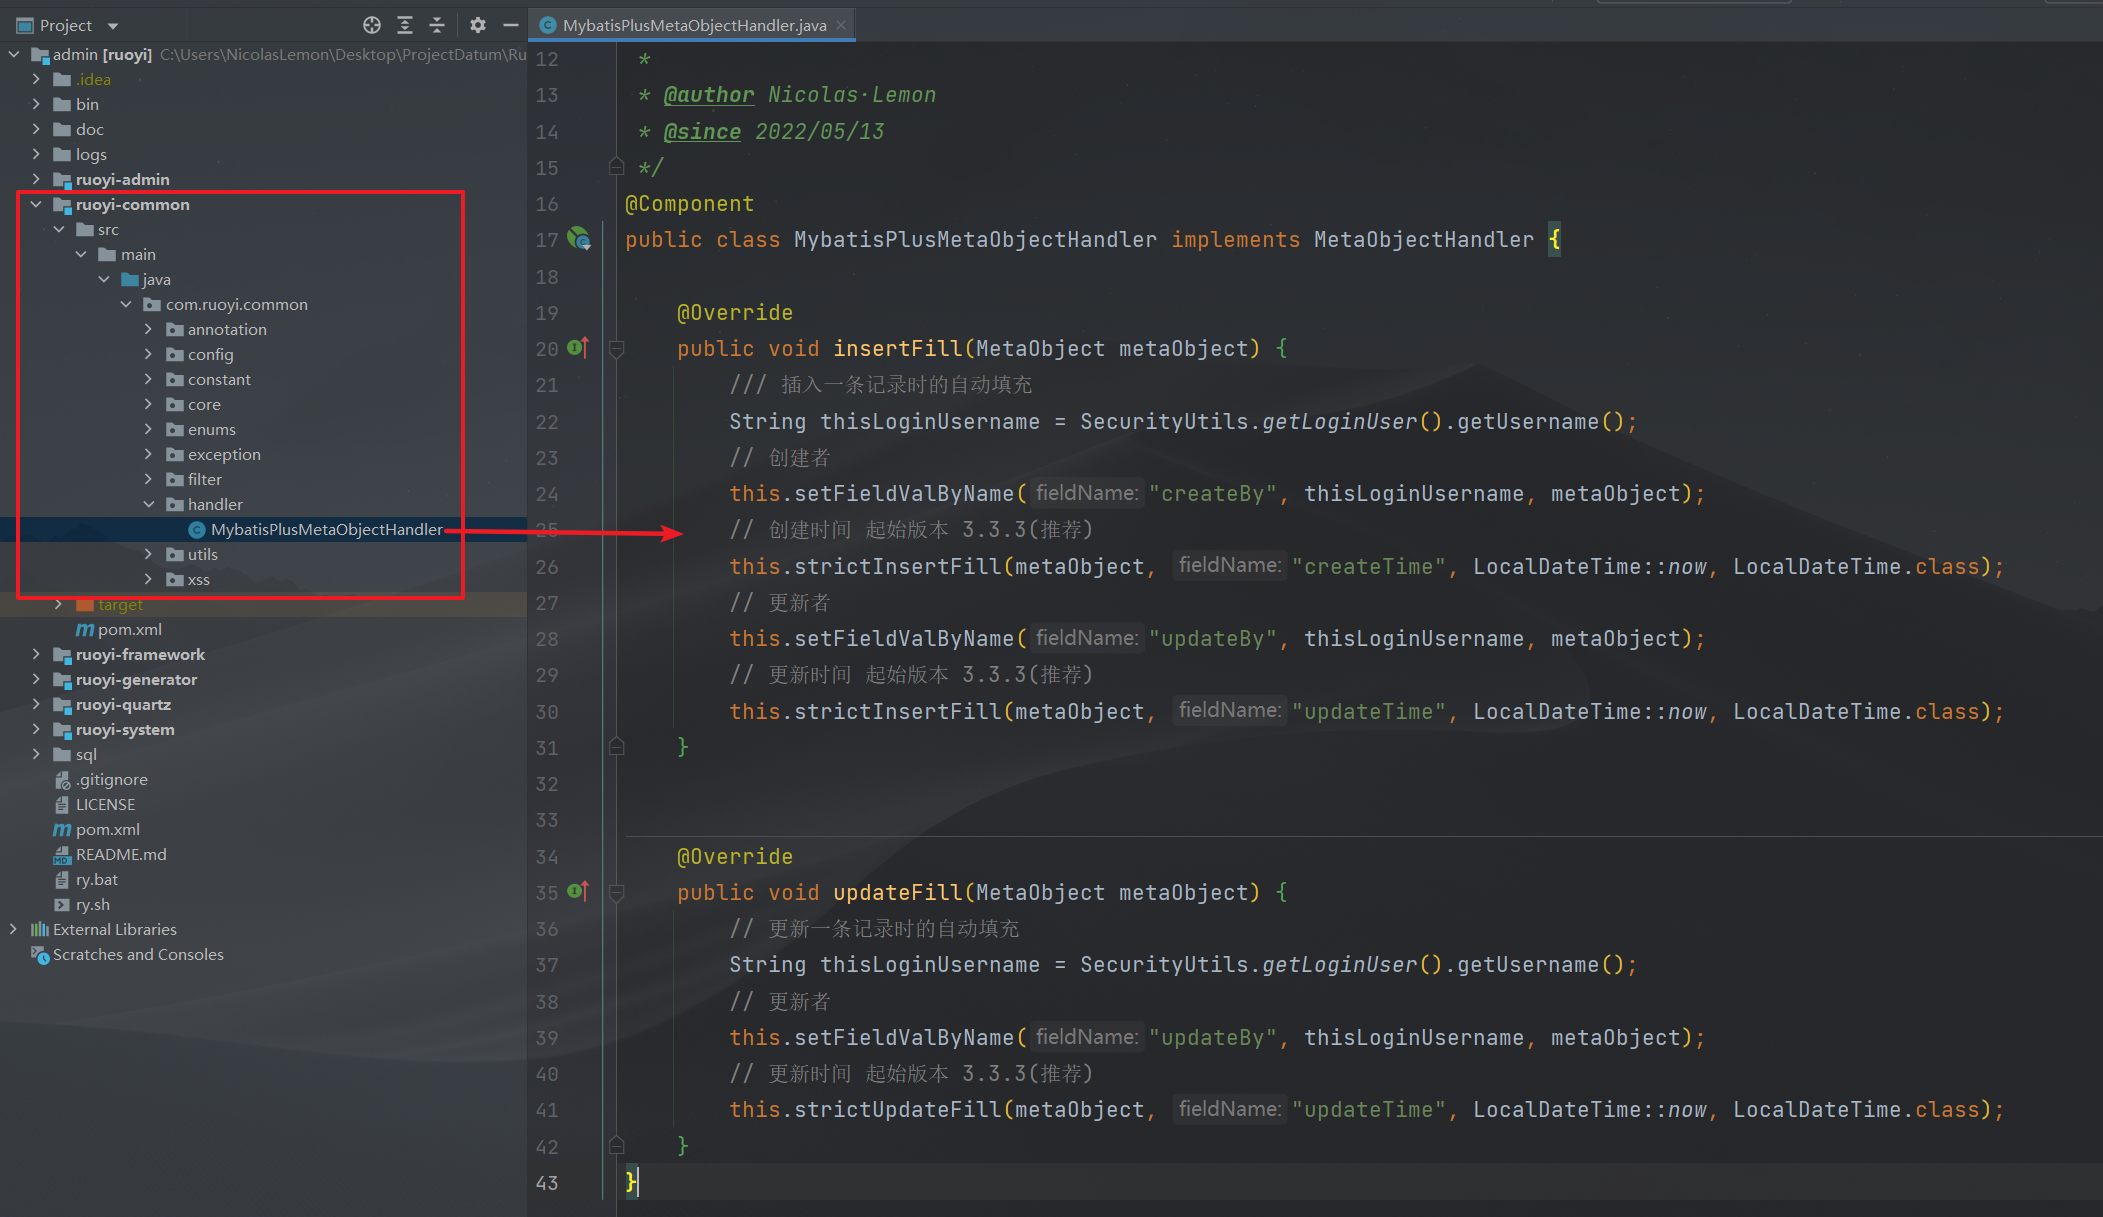 Project
admin [ruoyi] C:\Users\NicolasLemon\Desktop\ProjectDatum\Ru
.idea
bin
doc
logs
ruoyi-admin
ruoyi-common
src
main
java
com.ruoyi.common
annotation
config
constant
core
enums
exception
filter
handler
MybatisPlusMetaObjectHandler
utils
xss
target
pom.xml
ruoyi-framework
ruoyi-generator
ruoyi-quartz
ruoyi-system
sql
.gitignore
LICENSE
pom.xml
README.md
ry.bat
ry.sh
External Libraries
Scratches and Consoles
MybatisPlusMetaObjectHandler.java
12 *
13 * @author Nicolas·Lemon
14 * @since 2022/05/13
15 */
16 @Component
17 public class MybatisPlusMetaObjectHandler implements MetaObjectHandler {
18
19 @Override
20 public void insertFill(MetaObject metaObject) {
21 /// 插入一条记录时的自动填充
22 String thisLoginUsername = SecurityUtils.getLoginUser().getUsername();
23 // 创建者
24 this.setFieldValByName( fieldName: "createBy", thisLoginUsername, metaObject);
25 // 创建时间 起始版本 3.3.3(推荐)
26 this.strictInsertFill(metaObject, fieldName: "createTime", LocalDateTime::now, LocalDateTime.class);
27 // 更新者
28 this.setFieldValByName( fieldName: "updateBy", thisLoginUsername, metaObject);
29 // 更新时间 起始版本 3.3.3(推荐)
30 this.strictInsertFill(metaObject, fieldName: "updateTime", LocalDateTime::now, LocalDateTime.class);
31 }
32
33
34 @Override
35 public void updateFill(MetaObject metaObject) {
36 // 更新一条记录时的自动填充
37 String thisLoginUsername = SecurityUtils.getLoginUser().getUsername();
38 // 更新者
39 this.setFieldValByName( fieldName: "updateBy", thisLoginUsername, metaObject);
40 // 更新时间 起始版本 3.3.3(推荐)
41 this.strictUpdateFill(metaObject, fieldName: "updateTime", LocalDateTime::now, LocalDateTime.class);
42 }
43 }